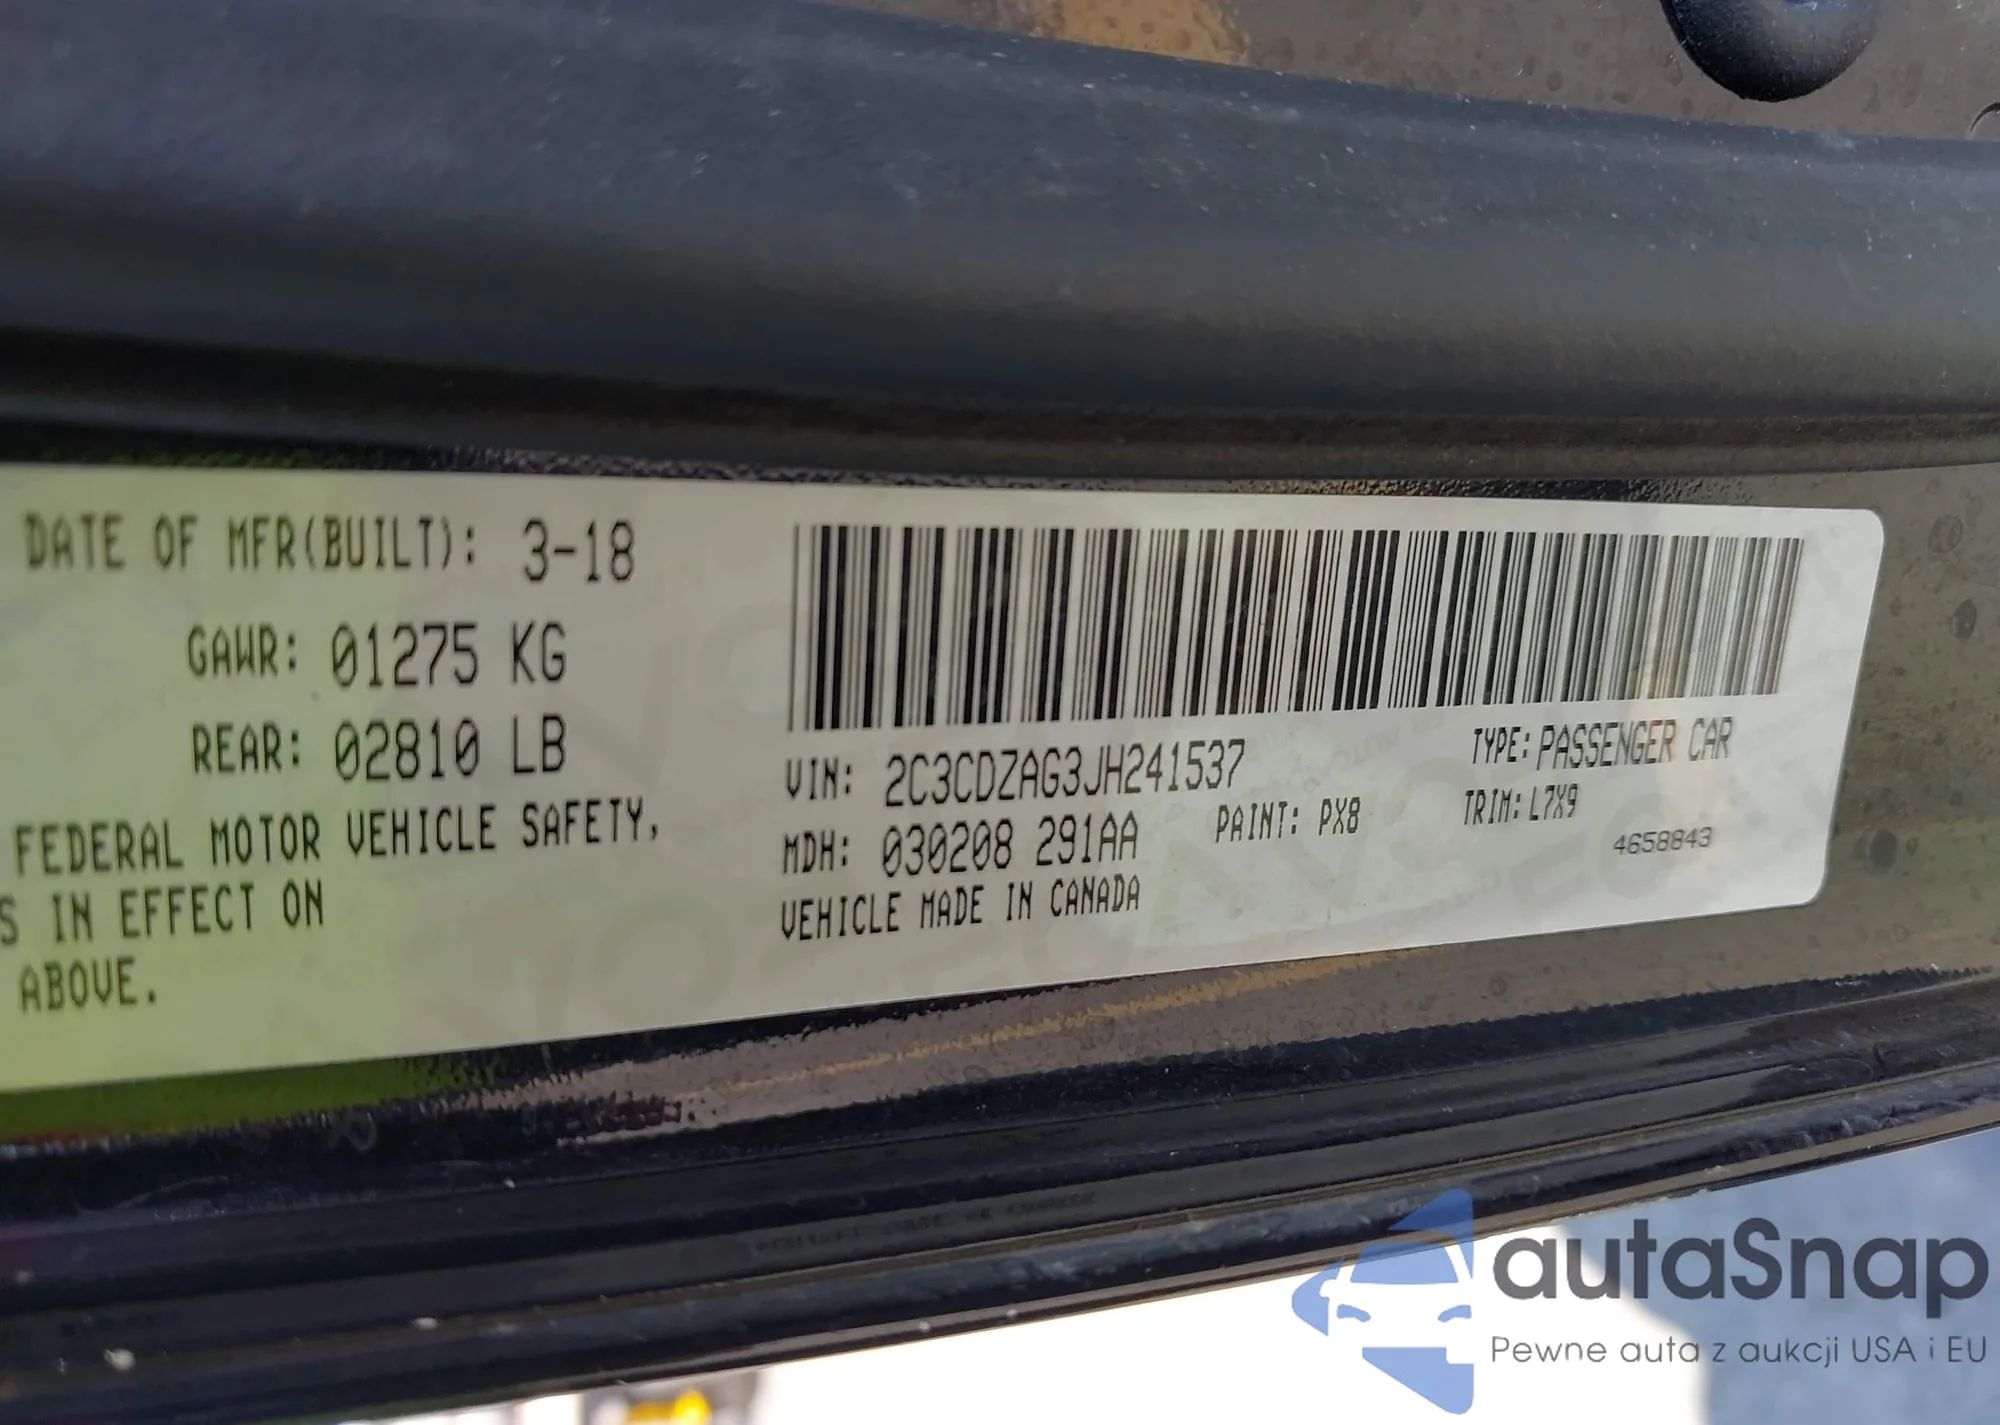 DATE OF MFR(BUILT): 3-18
GAWR: 01275 KG
REAR: 02810 LB
FEDERAL MOTOR VEHICLE SAFETY,
S IN EFFECT ON
ABOVE.
VIN: 2C3CDZAG3JH241537
TYPE: PASSENGER CAR
MDH: 030208 291AA
PAINT: PX8
TRIM: L7X9
4658843
VEHICLE MADE IN CANADA
autaSnap
Pewne auta z aukcji USA i EU